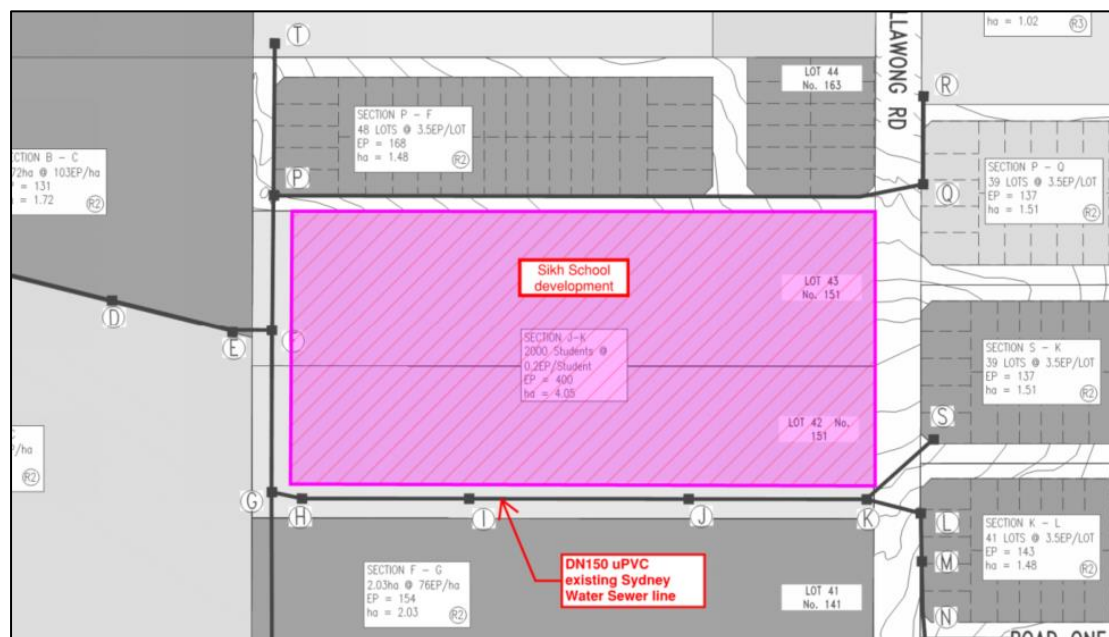 T
ha = 1.02
R3
LLAWONG RD
LOT 44
No. 163
R
SECTION P - F
48 LOTS @ 3.5EP/LOT
EP = 168
ha = 1.48
R2
CTION B - C
72ha @ 103EP/ha
P = 131
a = 1.72
R2
P
SECTION P - Q
39 LOTS @ 3.5EP/LOT
EP = 137
ha = 1.51
R2
Q
Sikh School
development
LOT 43
No. 151
D
E
SECTION J-K
2000 Students @
0.2EP/Student
EP = 400
ha = 4.05
SECTION S - K
39 LOTS @ 3.5EP/LOT
EP = 137
ha = 1.51
R2
LOT 42 No.
151
S
P/ha
R2
G
H
I
J
K
L
SECTION K - L
41 LOTS @ 3.5EP/LOT
EP = 143
ha = 1.48
R2
M
N
DN150 uPVC
existing Sydney
Water Sewer line
SECTION F - G
2.03ha @ 76EP/ha
EP = 154
ha = 2.03
R2
LOT 41
No. 141
ROAD ONE